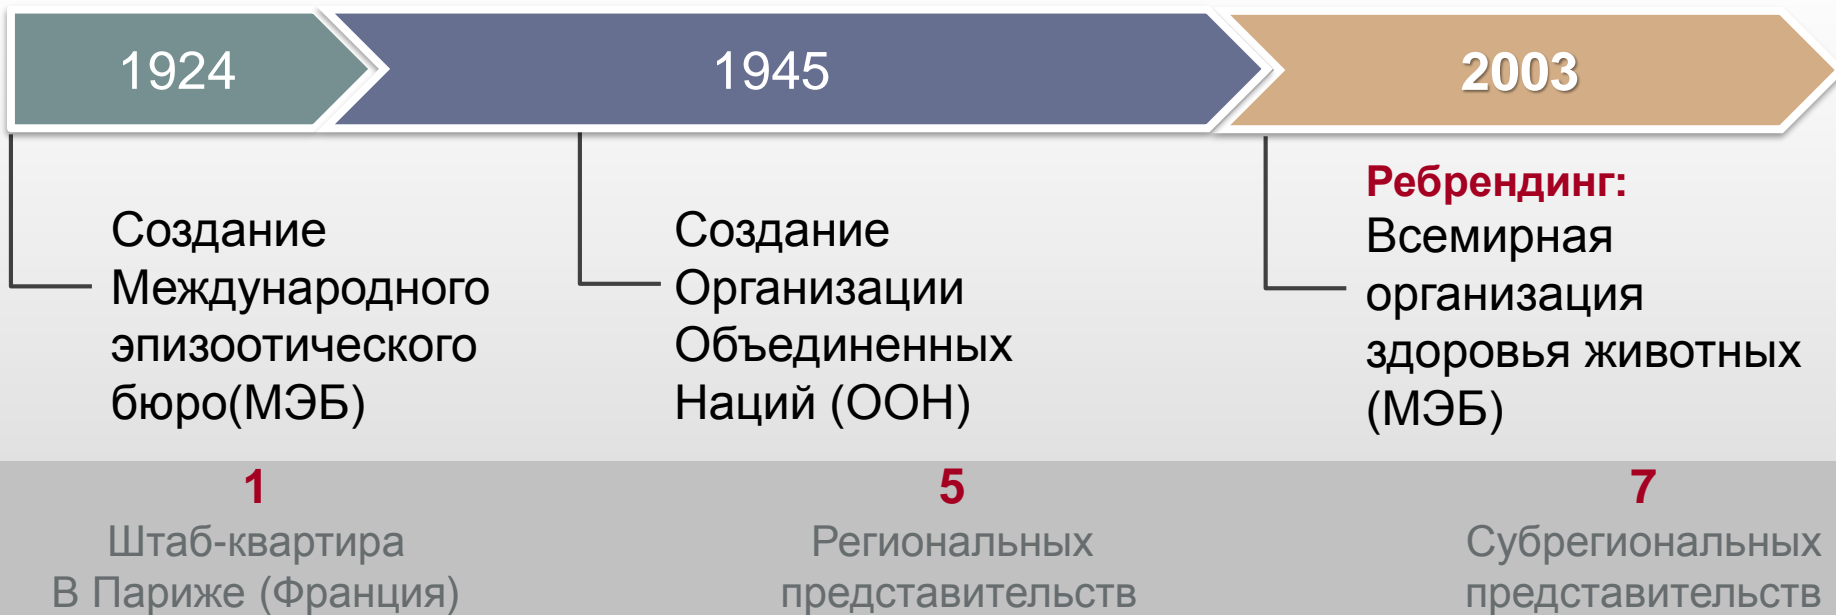 1924
1945
2003
Создание
Международного
эпизоотического
бюро(МЭБ)
Создание
Организации
Объединенных
Наций (ООН)
Ребрендинг:
Всемирная
организация
здоровья животных
(МЭБ)
1
Штаб-квартира
В Париже (Франция)
5
Региональных
представительств
7
Субрегиональных
представительств